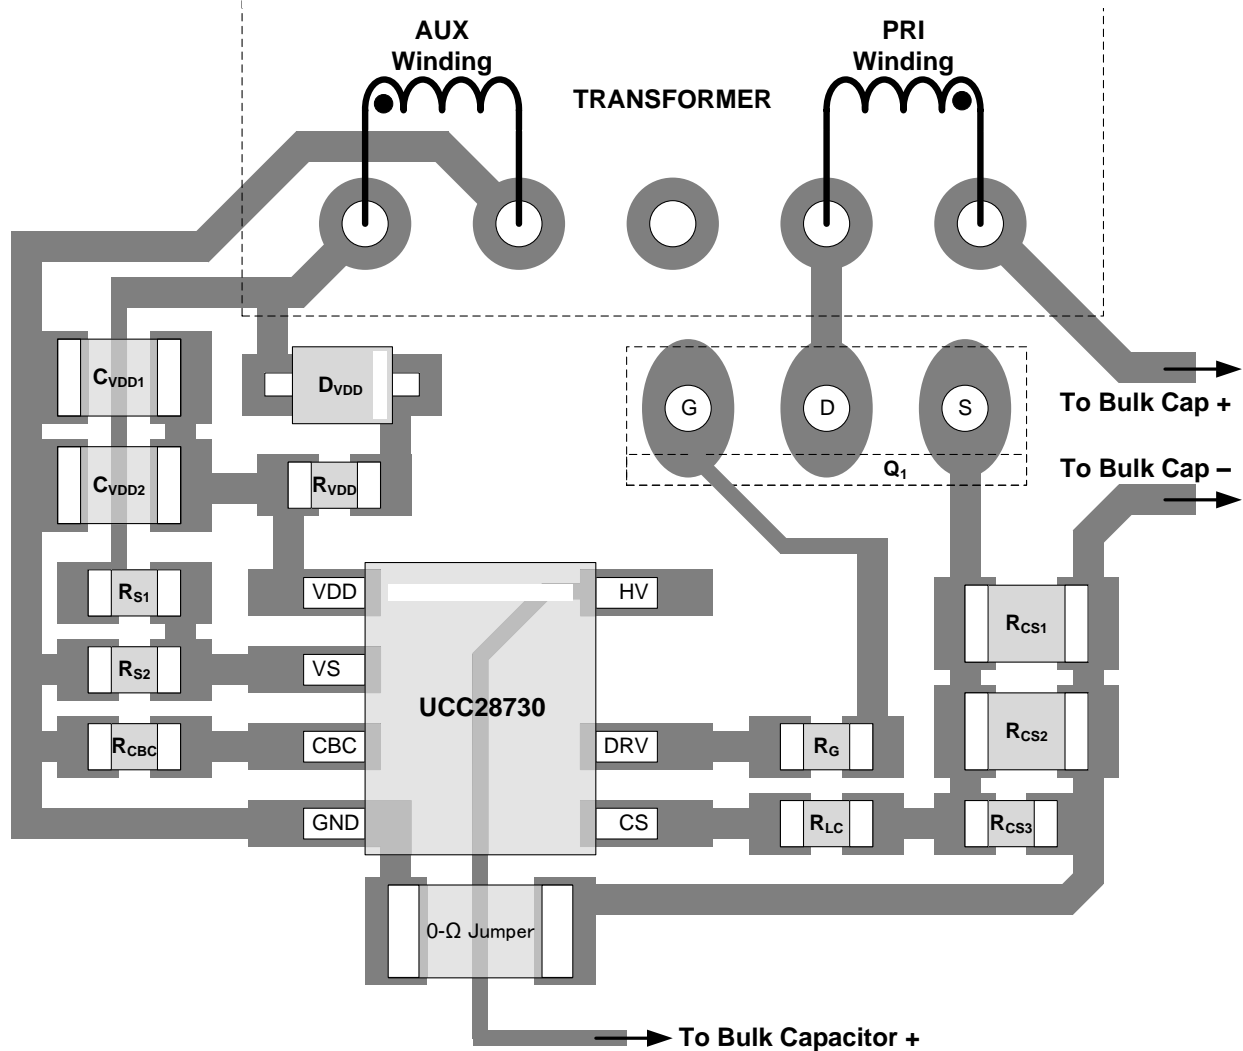 AUX
Winding
PRI
Winding
TRANSFORMER
CVDD1
DVDD
G
D
S
To Bulk Cap +
Q1
To Bulk Cap –
CVDD2
RVDD
RS1
VDD
HV
RCS1
RS2
VS
UCC28730
RCS2
RCBC
CBC
DRV
RG
GND
CS
RLC
RCS3
0-Ω Jumper
To Bulk Capacitor +